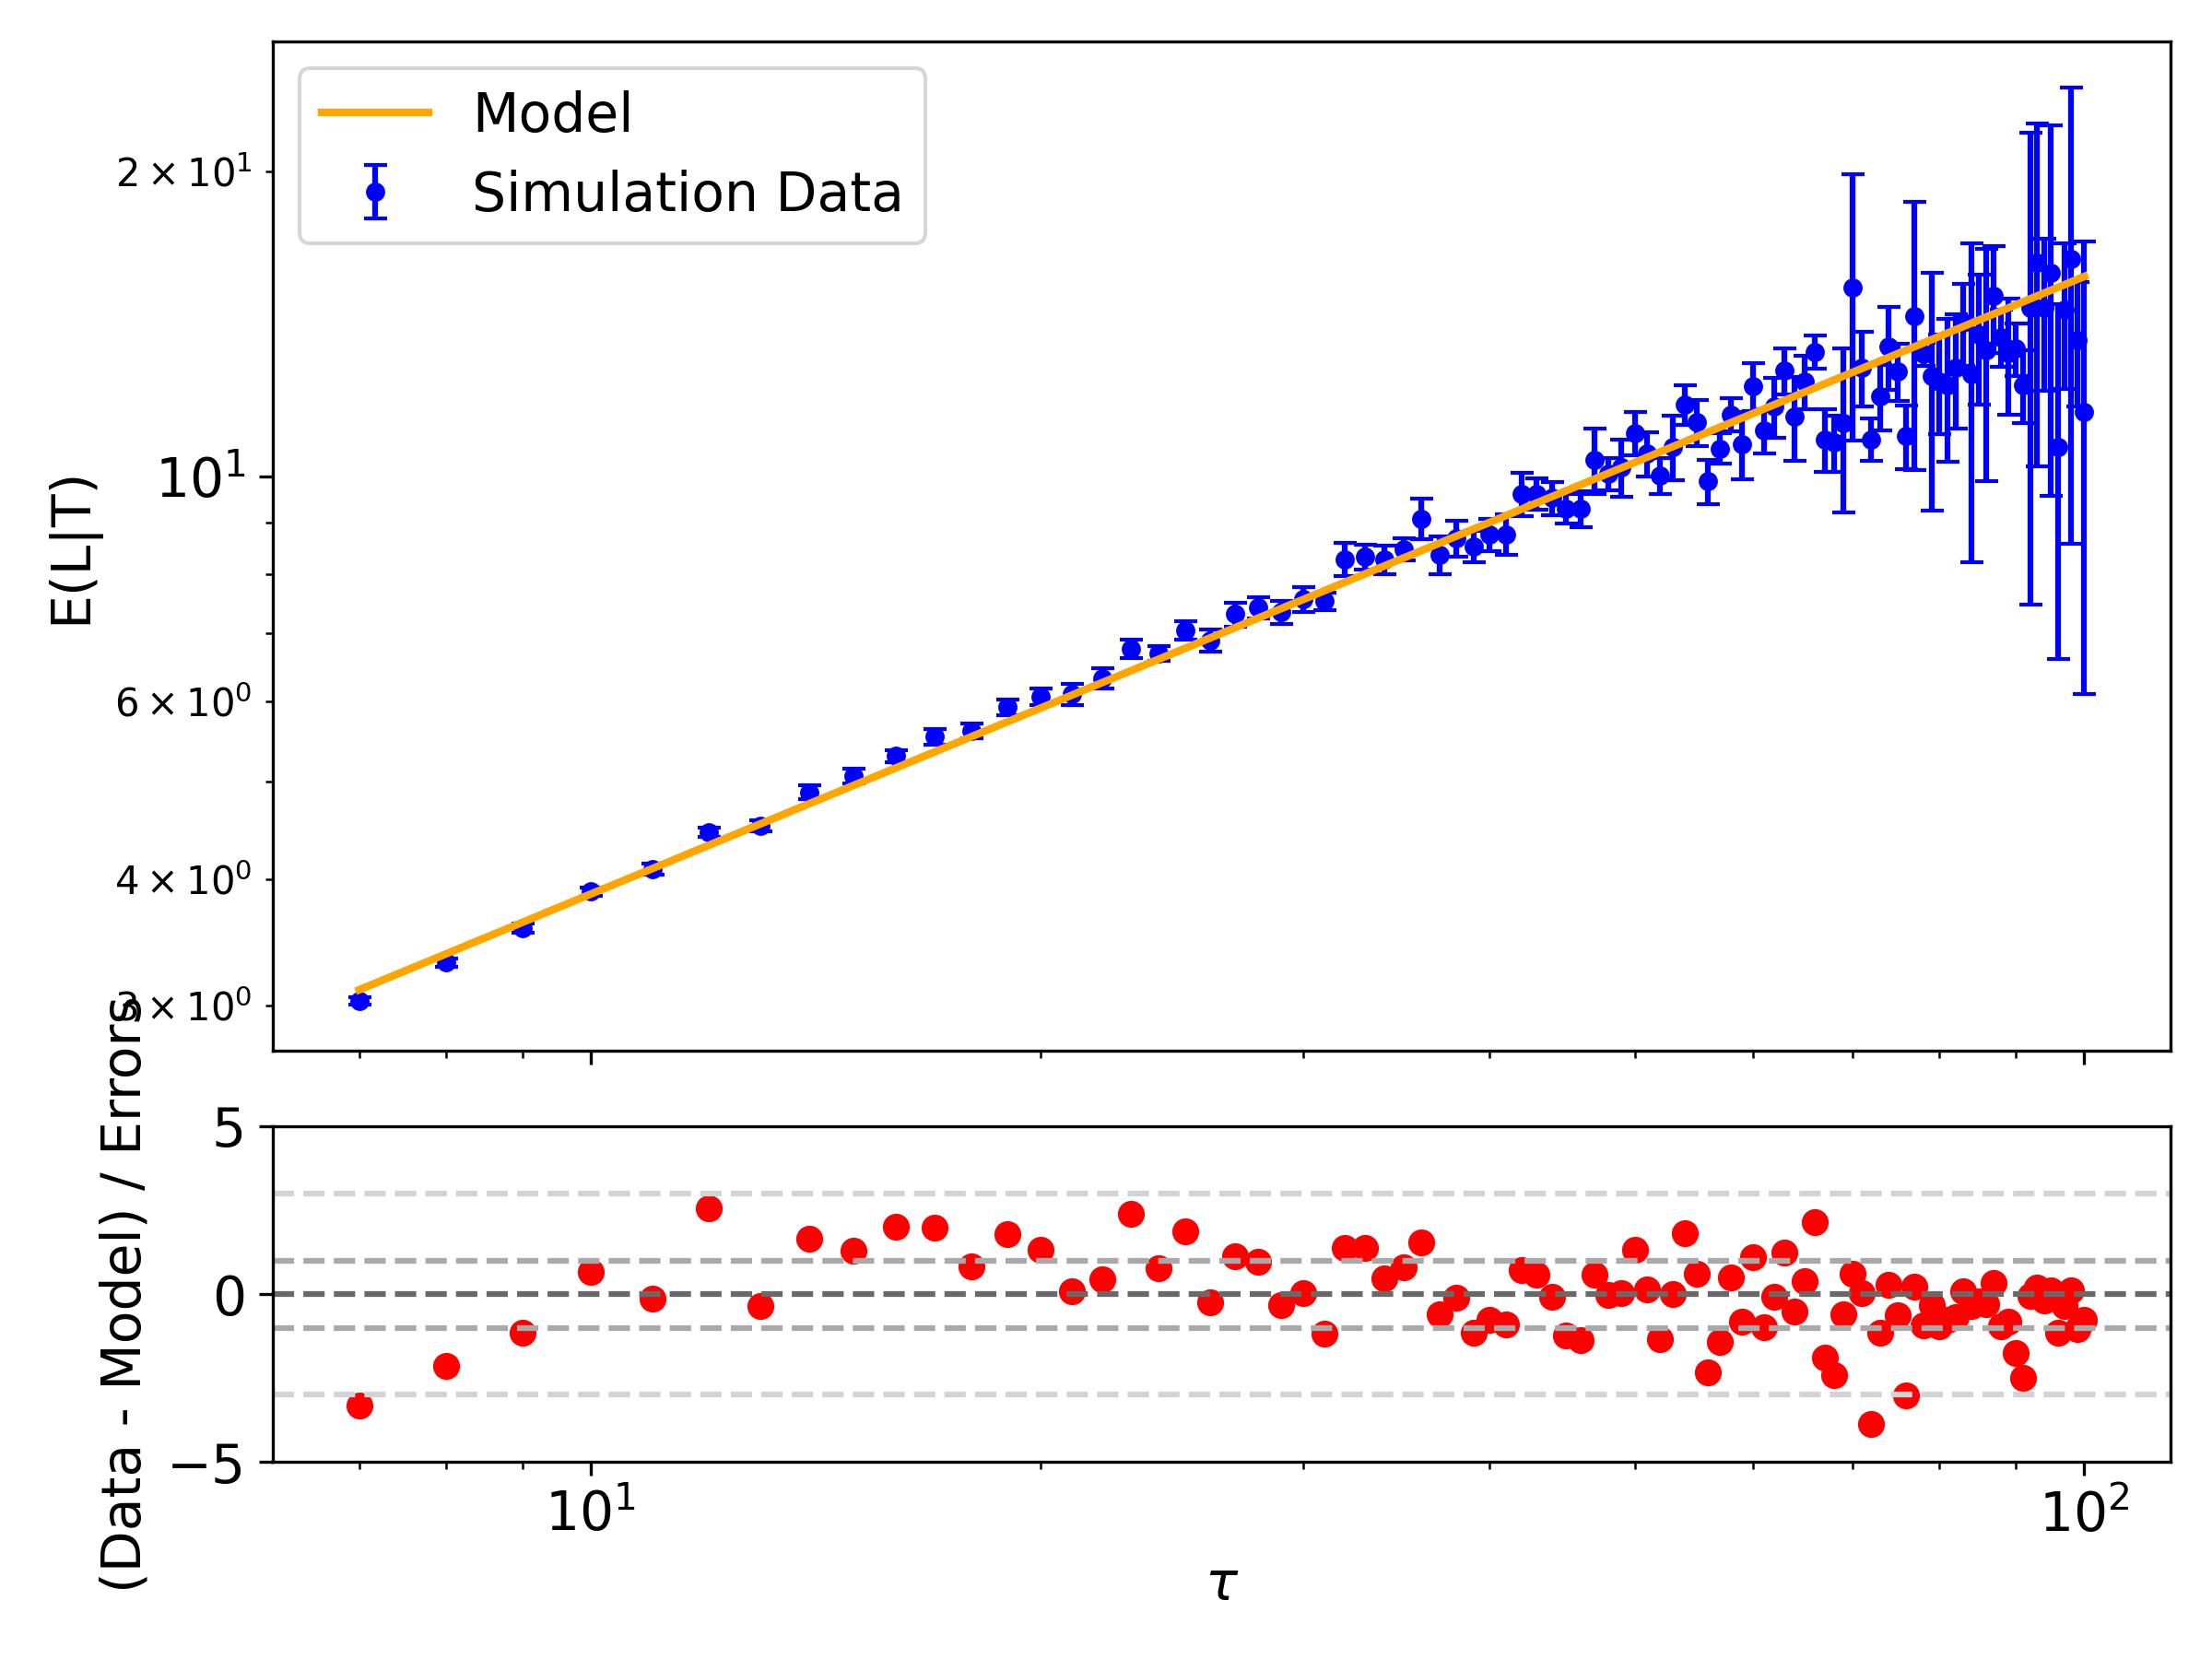 Model
Simulation Data
2 × 10¹
10¹
6 × 10⁰
4 × 10⁰
3 × 10⁰
E(L|T)
5
0
−5
(Data - Model) / Errors
10¹
10²
τ